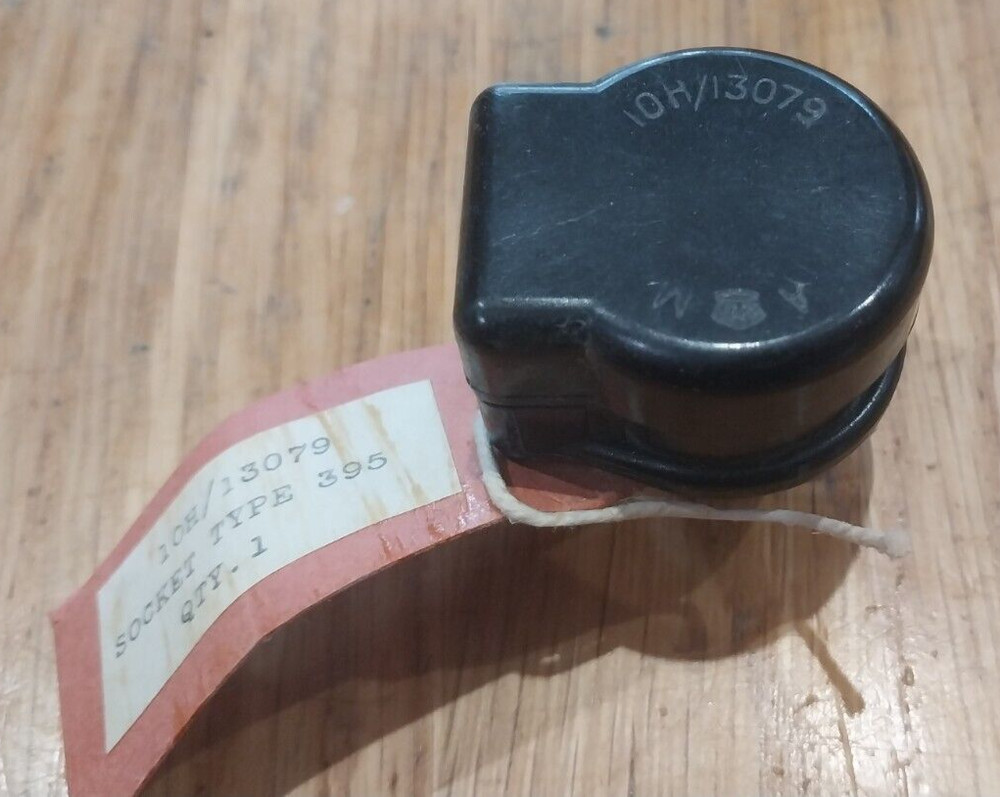 10H/13079
A M
10H/13079
SOCKET TYPE 395
QTY. 1